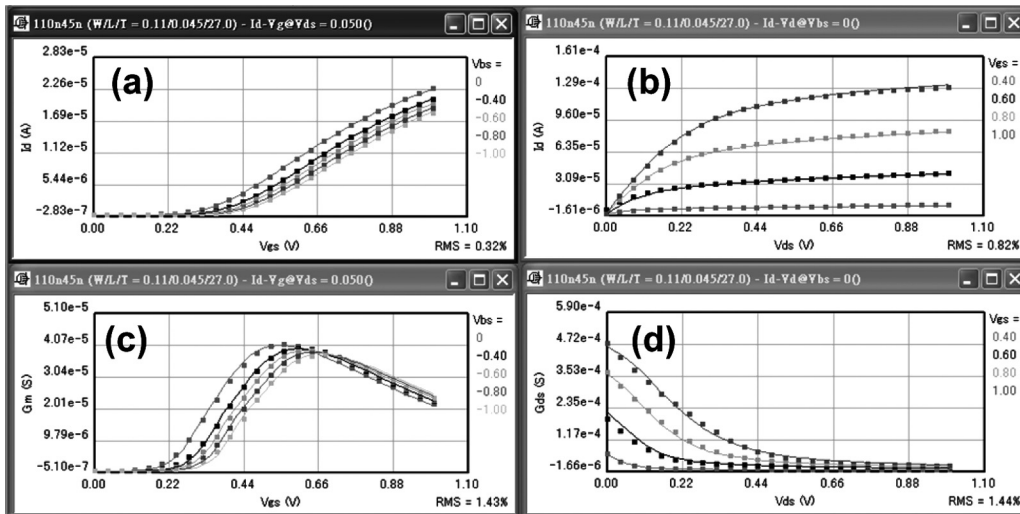 110n45n (W/L/T = 0.11/0.045/27.0) - Id-Vg@Vds = 0.050()
(a)
Id (A)
2.83e-5
2.26e-5
1.69e-5
1.12e-5
5.44e-6
-2.83e-7
0.00 0.22 0.44 0.66 0.88 1.10
Vgs (V)
RMS = 0.32%
Vbs =
0
-0.40
-0.60
-0.80
-1.00
110n45n (W/L/T = 0.11/0.045/27.0) - Id-Vd@Vbs = 0()
(b)
Id (A)
1.61e-4
1.29e-4
9.60e-5
6.35e-5
3.09e-5
-1.61e-6
0.00 0.22 0.44 0.66 0.88 1.10
Vds (V)
RMS = 0.82%
Vgs =
0.40
0.60
0.80
1.00
110n45n (W/L/T = 0.11/0.045/27.0) - Id-Vg@Vds = 0.050()
(c)
Gm (S)
5.10e-5
4.07e-5
3.04e-5
2.01e-5
9.79e-6
-5.10e-7
0.00 0.22 0.44 0.66 0.88 1.10
Vgs (V)
RMS = 1.43%
Vbs =
0
-0.40
-0.60
-0.80
-1.00
110n45n (W/L/T = 0.11/0.045/27.0) - Id-Vd@Vbs = 0()
(d)
Gds (S)
5.90e-4
4.72e-4
3.53e-4
2.35e-4
1.17e-4
-1.66e-6
0.00 0.22 0.44 0.66 0.88 1.10
Vds (V)
RMS = 1.44%
Vgs =
0.40
0.60
0.80
1.00